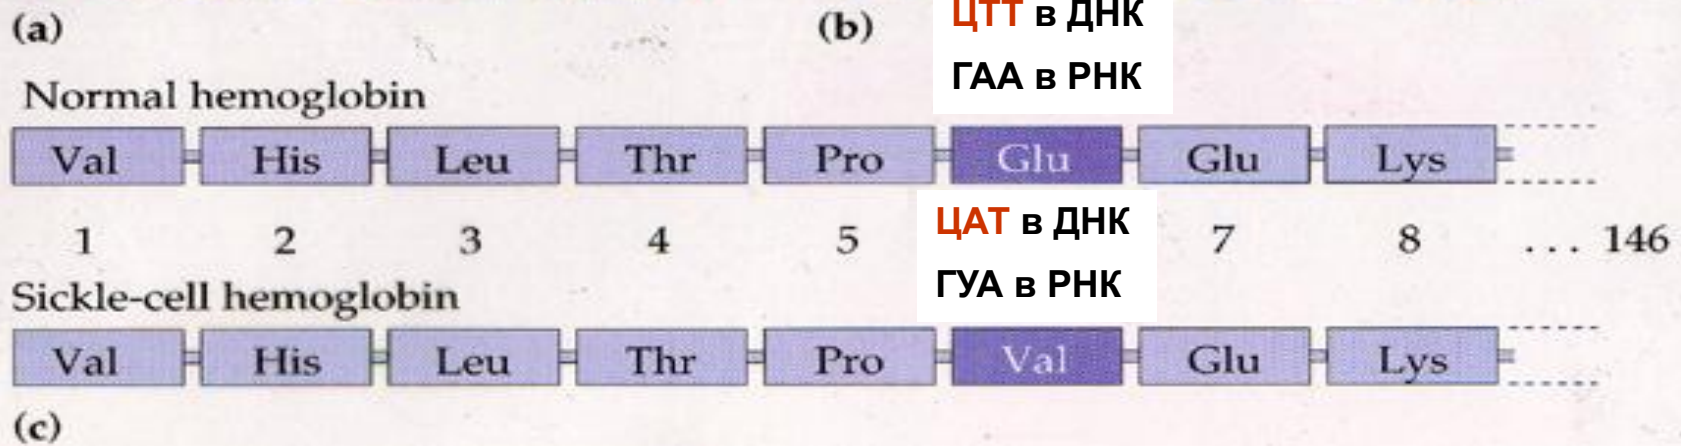 (a) (b) ЦТТ в ДНК
ГАА в РНК
Normal hemoglobin
Val His Leu Thr Pro Glu Glu Lys
1 2 3 4 5 7 8 ... 146
ЦАТ в ДНК
ГУА в РНК
Sickle-cell hemoglobin
Val His Leu Thr Pro Val Glu Lys
(c)